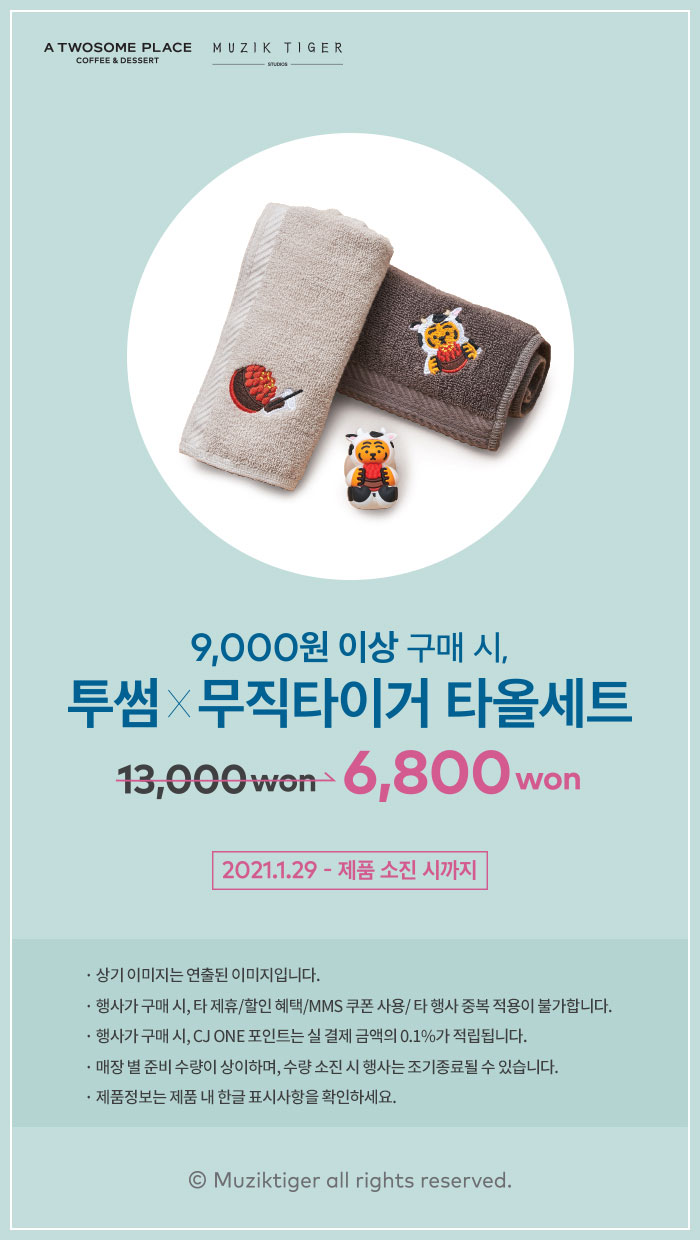 A TWOSOME PLACE
COFFEE & DESSERT
MUZIK TIGER
STUDIOS
9,000원 이상 구매 시,
투썸×무직타이거 타올세트
13,000won → 6,800won
2021.1.29 - 제품 소진 시까지
· 상기 이미지는 연출된 이미지입니다.
· 행사가 구매 시, 타 제휴/할인 혜택/MMS 쿠폰 사용/ 타 행사 중복 적용이 불가합니다.
· 행사가 구매 시, CJ ONE 포인트는 실 결제 금액의 0.1%가 적립됩니다.
· 매장 별 준비 수량이 상이하며, 수량 소진 시 행사는 조기종료될 수 있습니다.
· 제품정보는 제품 내 한글 표시사항을 확인하세요.
© Muziktiger all rights reserved.